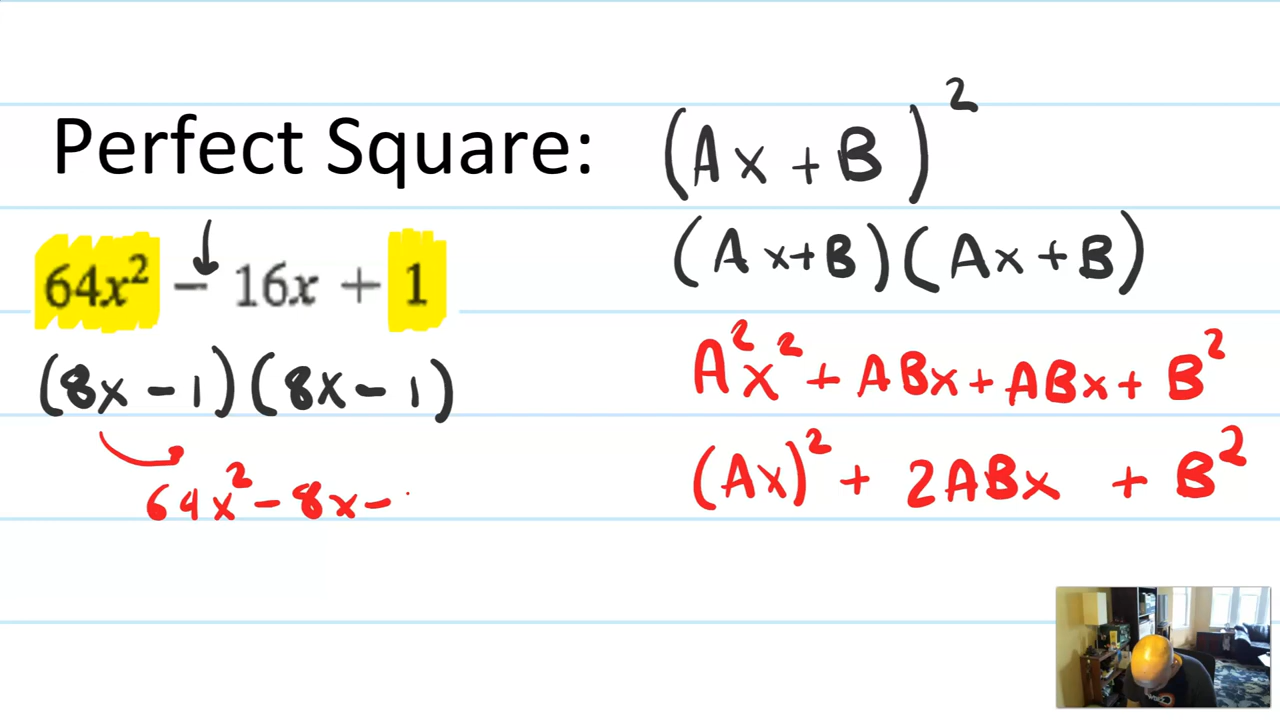 Perfect Square:
(Ax + B)²
(Ax+B)(Ax+B)
64x² − 16x + 1
(8x − 1)(8x − 1)
A²x² + ABx + ABx + B²
64x² − 8x −
(Ax)² + 2ABx + B²